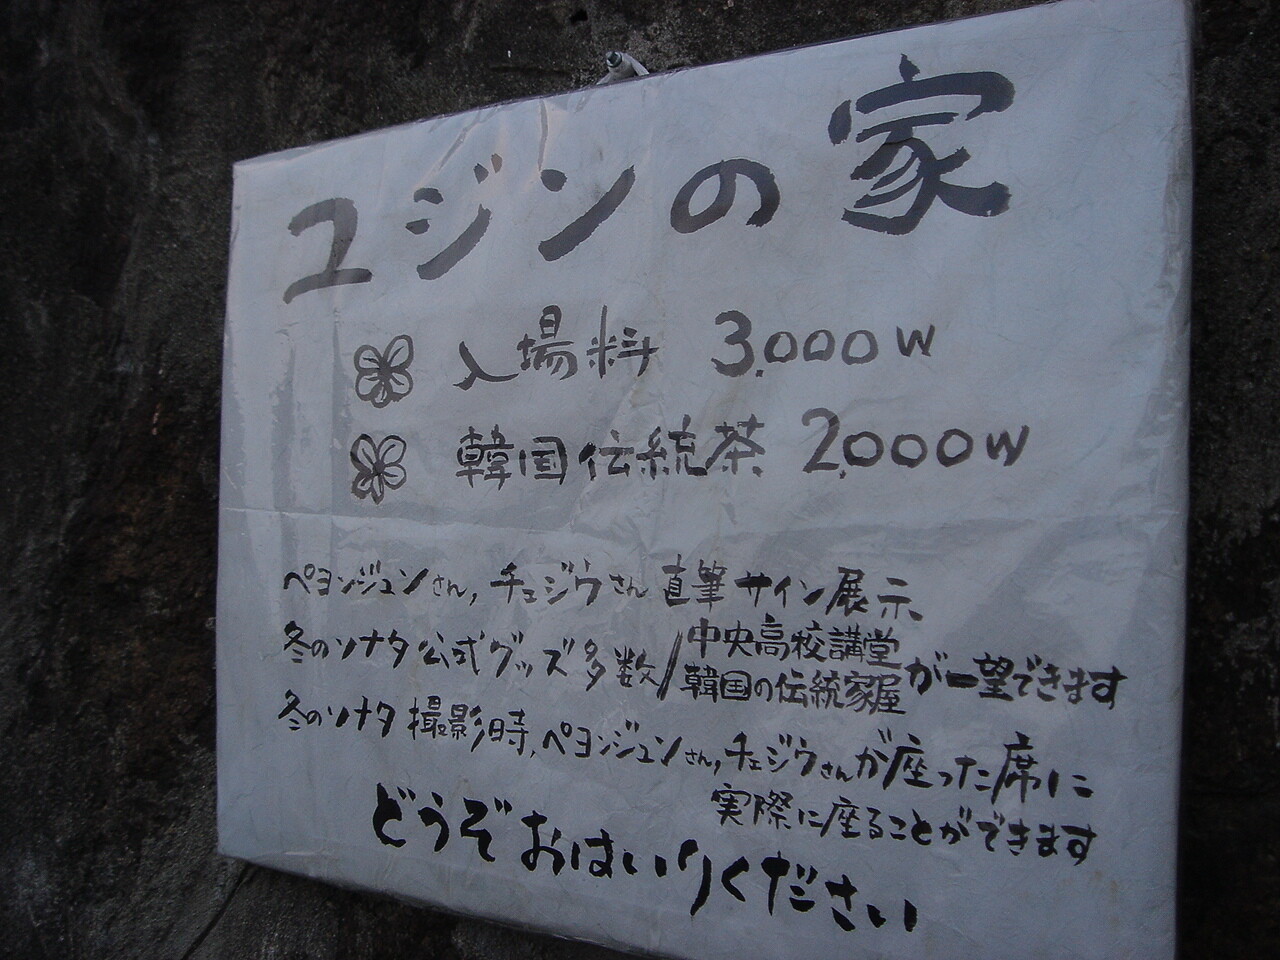 ユジンの家
入場料 3,000W
韓国伝統茶 2,000W
ペヨンジュンさん,チェジウさん直筆サイン展示
冬のソナタ公式グッズ多数/中央高校講堂
韓国の伝統家屋が一望できます
冬のソナタ撮影時,ペヨンジュンさん,チェジウさんが座った席に
実際に座ることができます
どうぞおはいりください